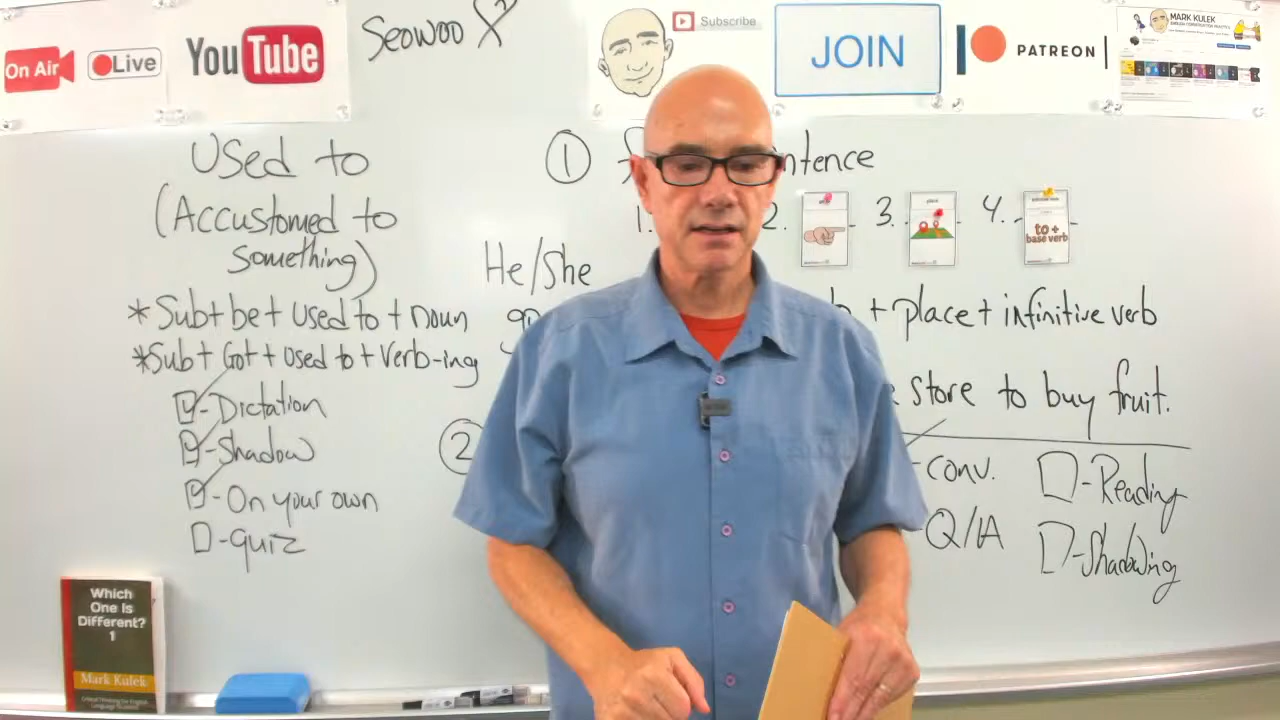 On Air
Live
YouTube
Seowoo
Subscribe
JOIN
PATREON
MARK KULEK
Used to
(Accustomed to
something)
* Sub + be + used to + noun
* Sub + Got + used to + Verb-ing
- Dictation
- Shadow
- On your own
- quiz
1
1.
2.
3.
place
4.
to +
base verb
He/She
+ place + infinitive verb
store to buy fruit.
2
- conv.
- Reading
Q/A
- Shadowing
Which
One Is
Different?
1
Mark Kulek